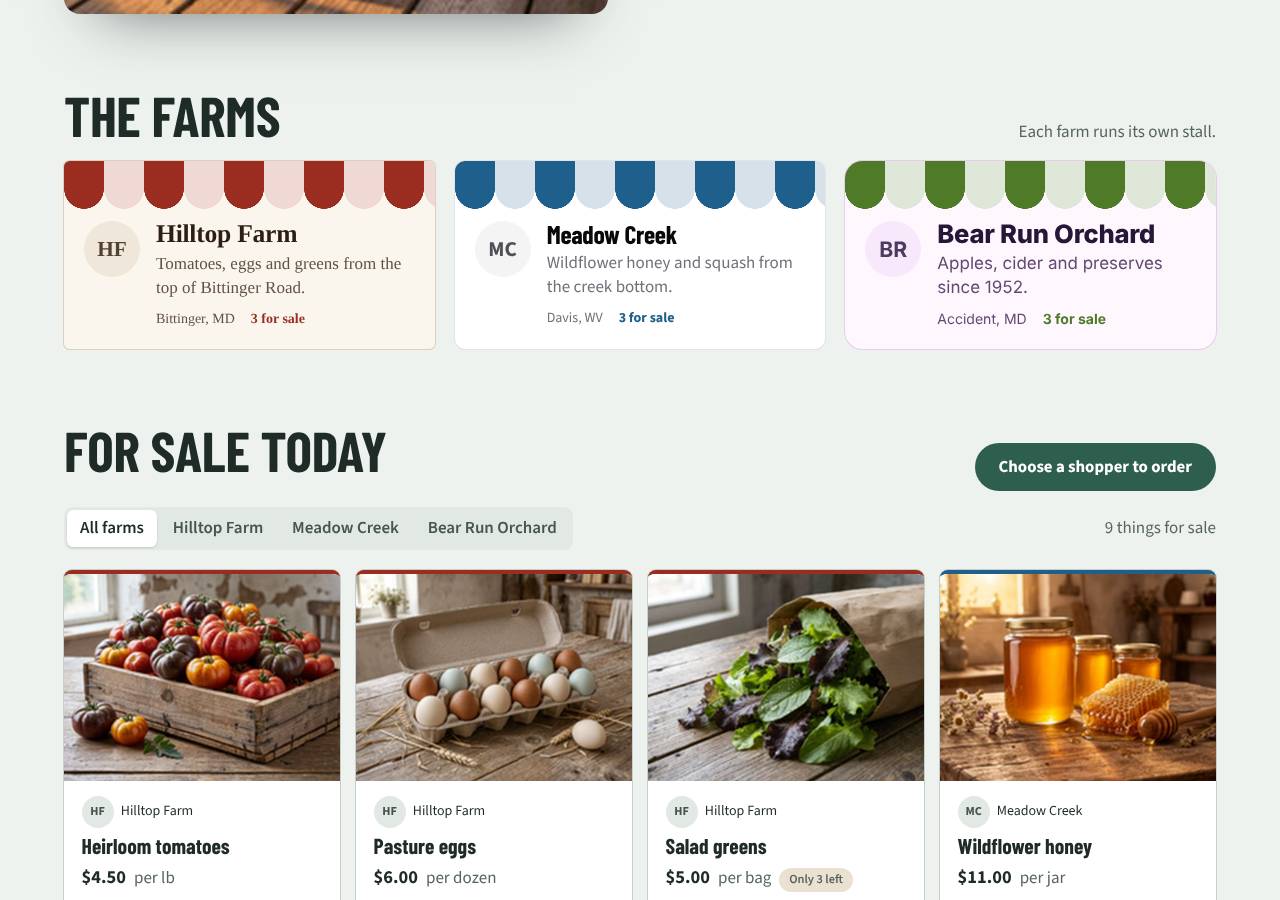 THE FARMS
Each farm runs its own stall.
HF
Hilltop Farm
Tomatoes, eggs and greens from the
top of Bittinger Road.
Bittinger, MD 3 for sale
MC
Meadow Creek
Wildflower honey and squash from
the creek bottom.
Davis, WV 3 for sale
BR
Bear Run Orchard
Apples, cider and preserves
since 1952.
Accident, MD 3 for sale
FOR SALE TODAY
Choose a shopper to order
All farms Hilltop Farm Meadow Creek Bear Run Orchard
9 things for sale
HF Hilltop Farm
Heirloom tomatoes
$4.50 per lb
HF Hilltop Farm
Pasture eggs
$6.00 per dozen
HF Hilltop Farm
Salad greens
$5.00 per bag Only 3 left
MC Meadow Creek
Wildflower honey
$11.00 per jar